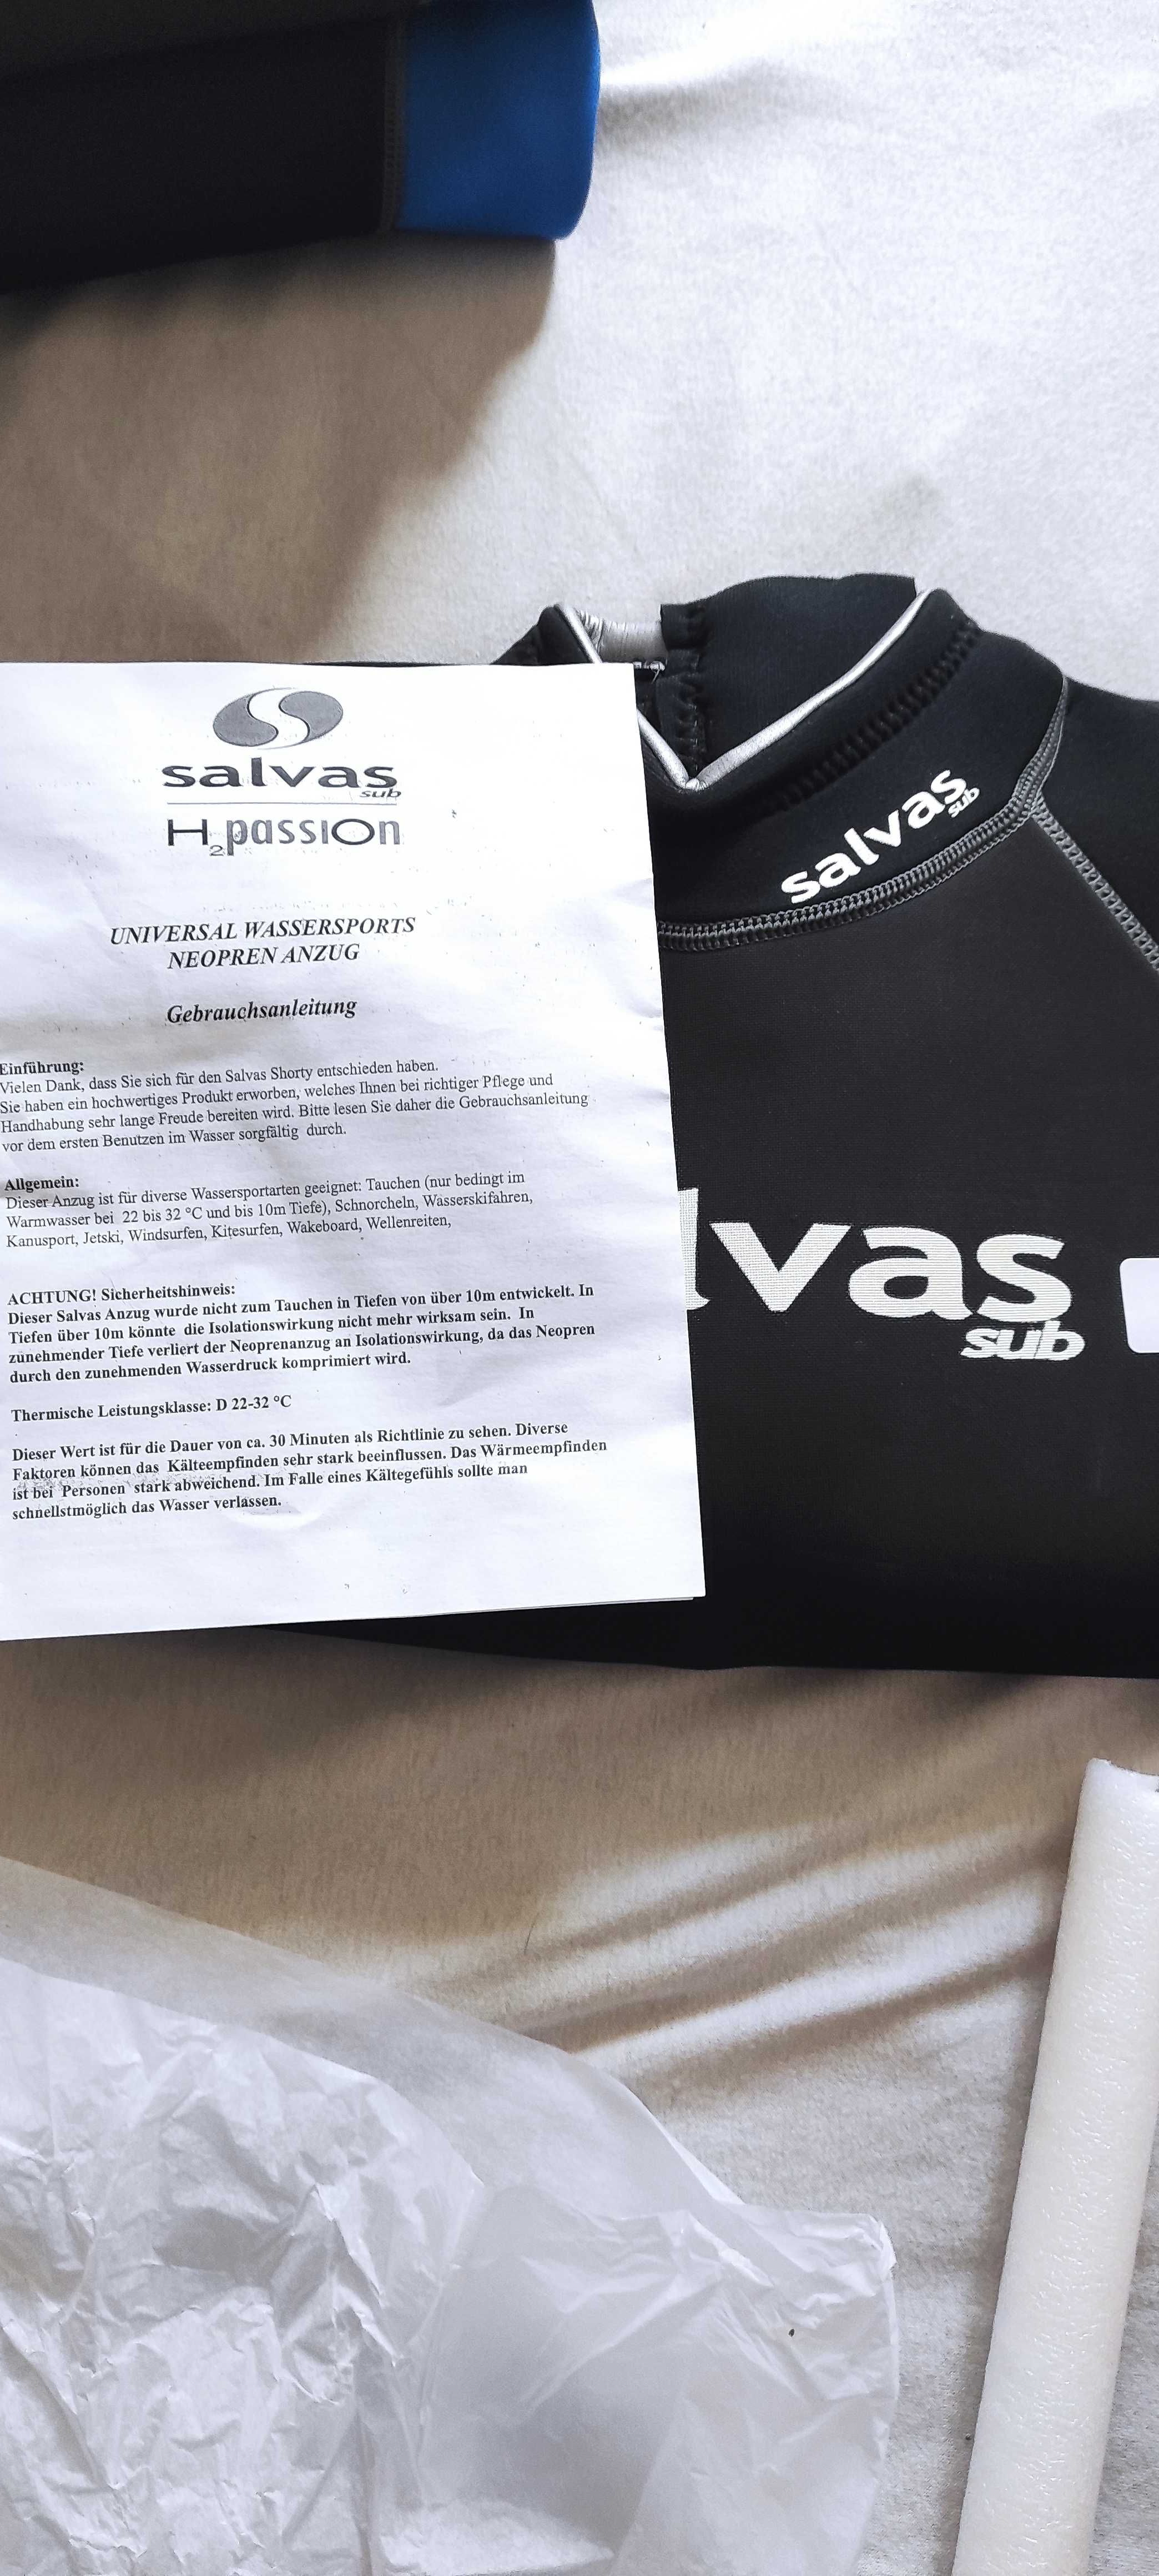 salvas
sub
H2passion
UNIVERSAL WASSERSPORTS
NEOPREN ANZUG
Gebrauchsanleitung
Einführung:
Vielen Dank, dass Sie sich für den Salvas Shorty entschieden haben.
Sie haben ein hochwertiges Produkt erworben, welches Ihnen bei richtiger Pflege und
Handhabung sehr lange Freude bereiten wird. Bitte lesen Sie daher die Gebrauchsanleitung
vor dem ersten Benutzen im Wasser sorgfältig durch.
Allgemein:
Dieser Anzug ist für diverse Wassersportarten geeignet: Tauchen (nur bedingt im
Warmwasser bei 22 bis 32 °C und bis 10m Tiefe), Schnorcheln, Wasserskifahren,
Kanusport, Jetski, Windsurfen, Kitesurfen, Wakeboard, Wellenreiten,
ACHTUNG! Sicherheitshinweis:
Dieser Salvas Anzug wurde nicht zum Tauchen in Tiefen von über 10m entwickelt. In
Tiefen über 10m könnte die Isolationswirkung nicht mehr wirksam sein. In
zunehmender Tiefe verliert der Neoprenanzug an Isolationswirkung, da das Neopren
durch den zunehmenden Wasserdruck komprimiert wird.
Thermische Leistungsklasse: D 22-32 °C
Dieser Wert ist für die Dauer von ca. 30 Minuten als Richtlinie zu sehen. Diverse
Faktoren können das Kälteempfinden sehr stark beeinflussen. Das Wärmeempfinden
ist bei Personen stark abweichend. Im Falle eines Kältegefühls sollte man
schnellstmöglich das Wasser verlassen.
salvas
sub
lvas
sub